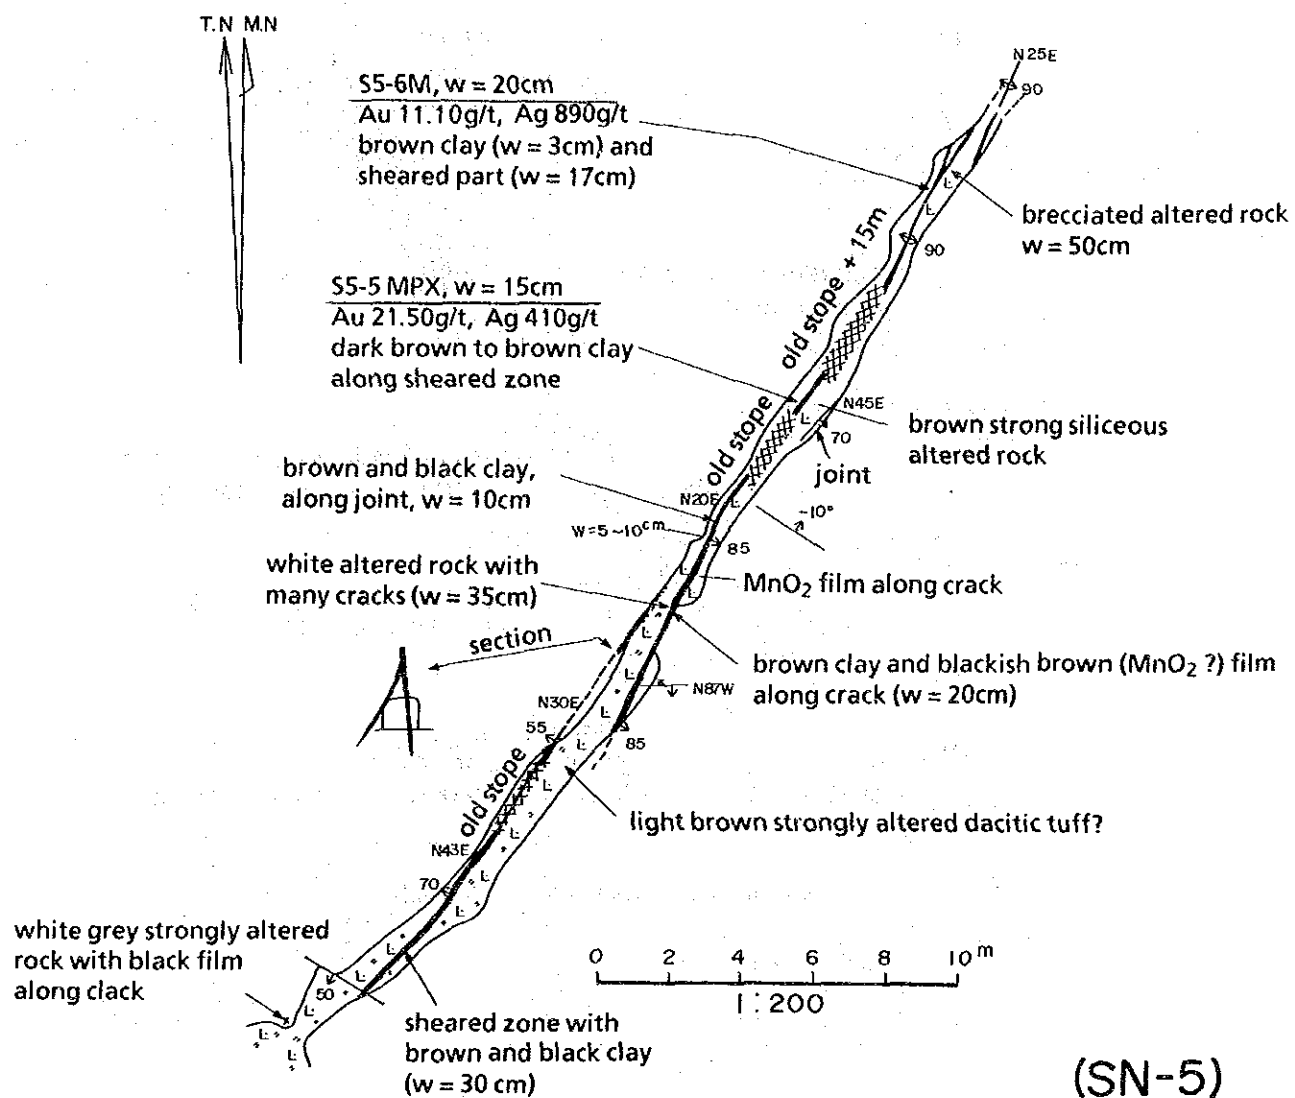 T.N M.N
N25E
90
S5-6M, w = 20cm
Au 11.10g/t, Ag 890g/t
brown clay (w = 3cm) and
sheared part (w = 17cm)
brecciated altered rock
w = 50cm
90
old stope + 15m
S5-5 MPX, w = 15cm
Au 21.50g/t, Ag 410g/t
dark brown to brown clay
along sheared zone
N45E
70
joint
brown strong siliceous
altered rock
old stope
brown and black clay,
along joint, w = 10cm
N20E
W=5~10cm
~10°
85
white altered rock with
many cracks (w = 35cm)
MnO2 film along crack
section
brown clay and blackish brown (MnO2 ?) film
along crack (w = 20cm)
N87W
N30E
55
85
old stope
light brown strongly altered dacitic tuff?
N43E
70
white grey strongly altered
rock with black film
along clack
50
sheared zone with
brown and black clay
(w = 30 cm)
0 2 4 6 8 10m
1:200
(SN-5)